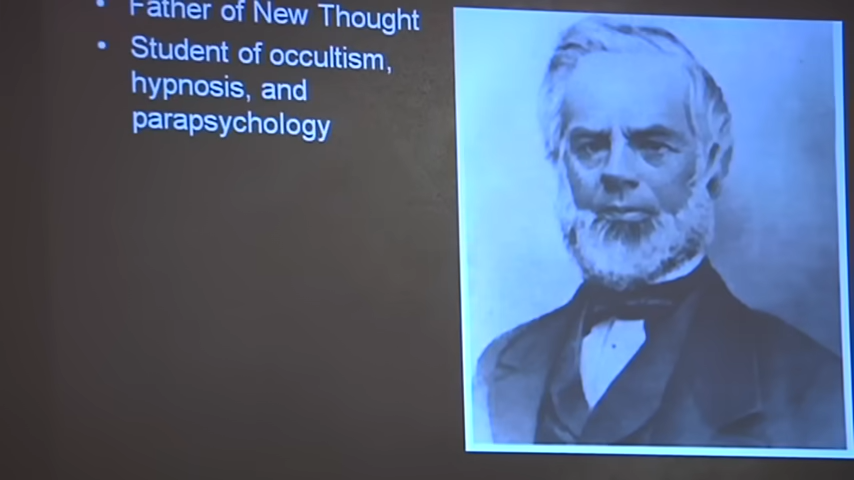 • Father of New Thought
• Student of occultism,
hypnosis, and
parapsychology